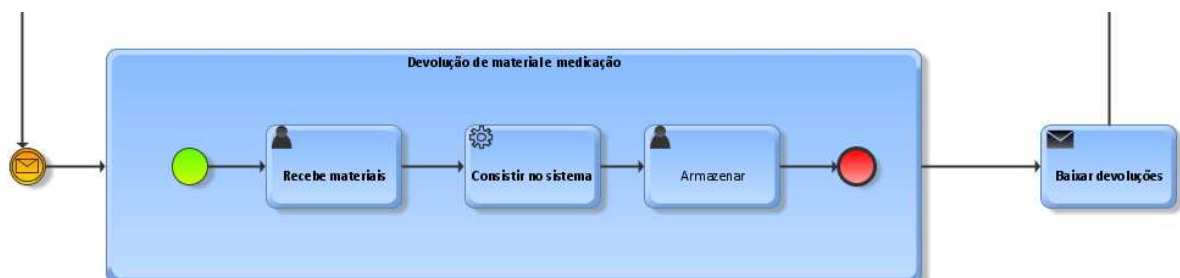 Devolução de material e medicação
Recebe materiais
Consistir no sistema
Armazenar
Baixar devoluções